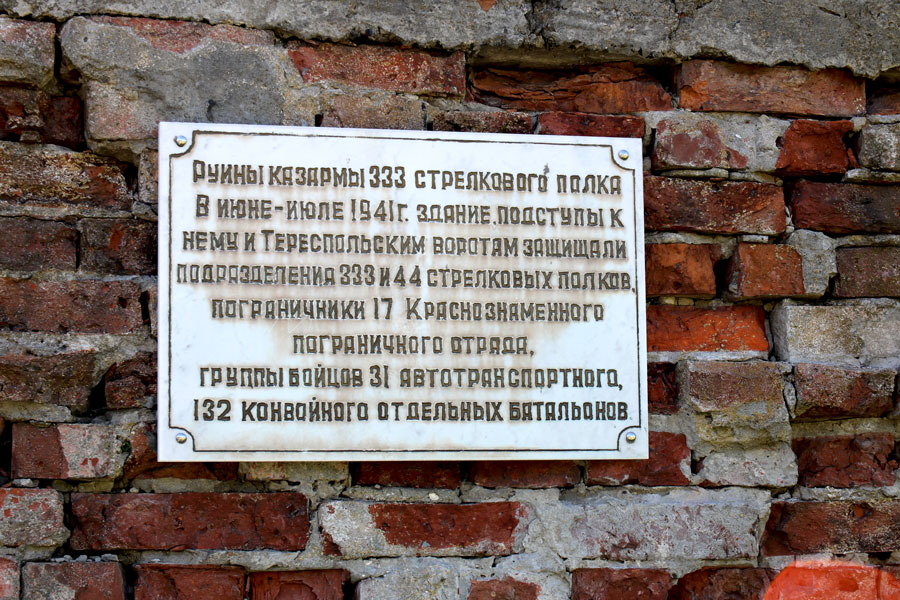 Руины казармы 333 стрелкового полка
В июне-июле 1941 г. здание, подступы к
нему и Тереспольским воротам защищали
подразделения 333 и 44 стрелковых полков,
пограничники 17 Краснознаменного
пограничного отряда,
группы бойцов 31 автотранспортного,
132 конвойного отдельных батальонов